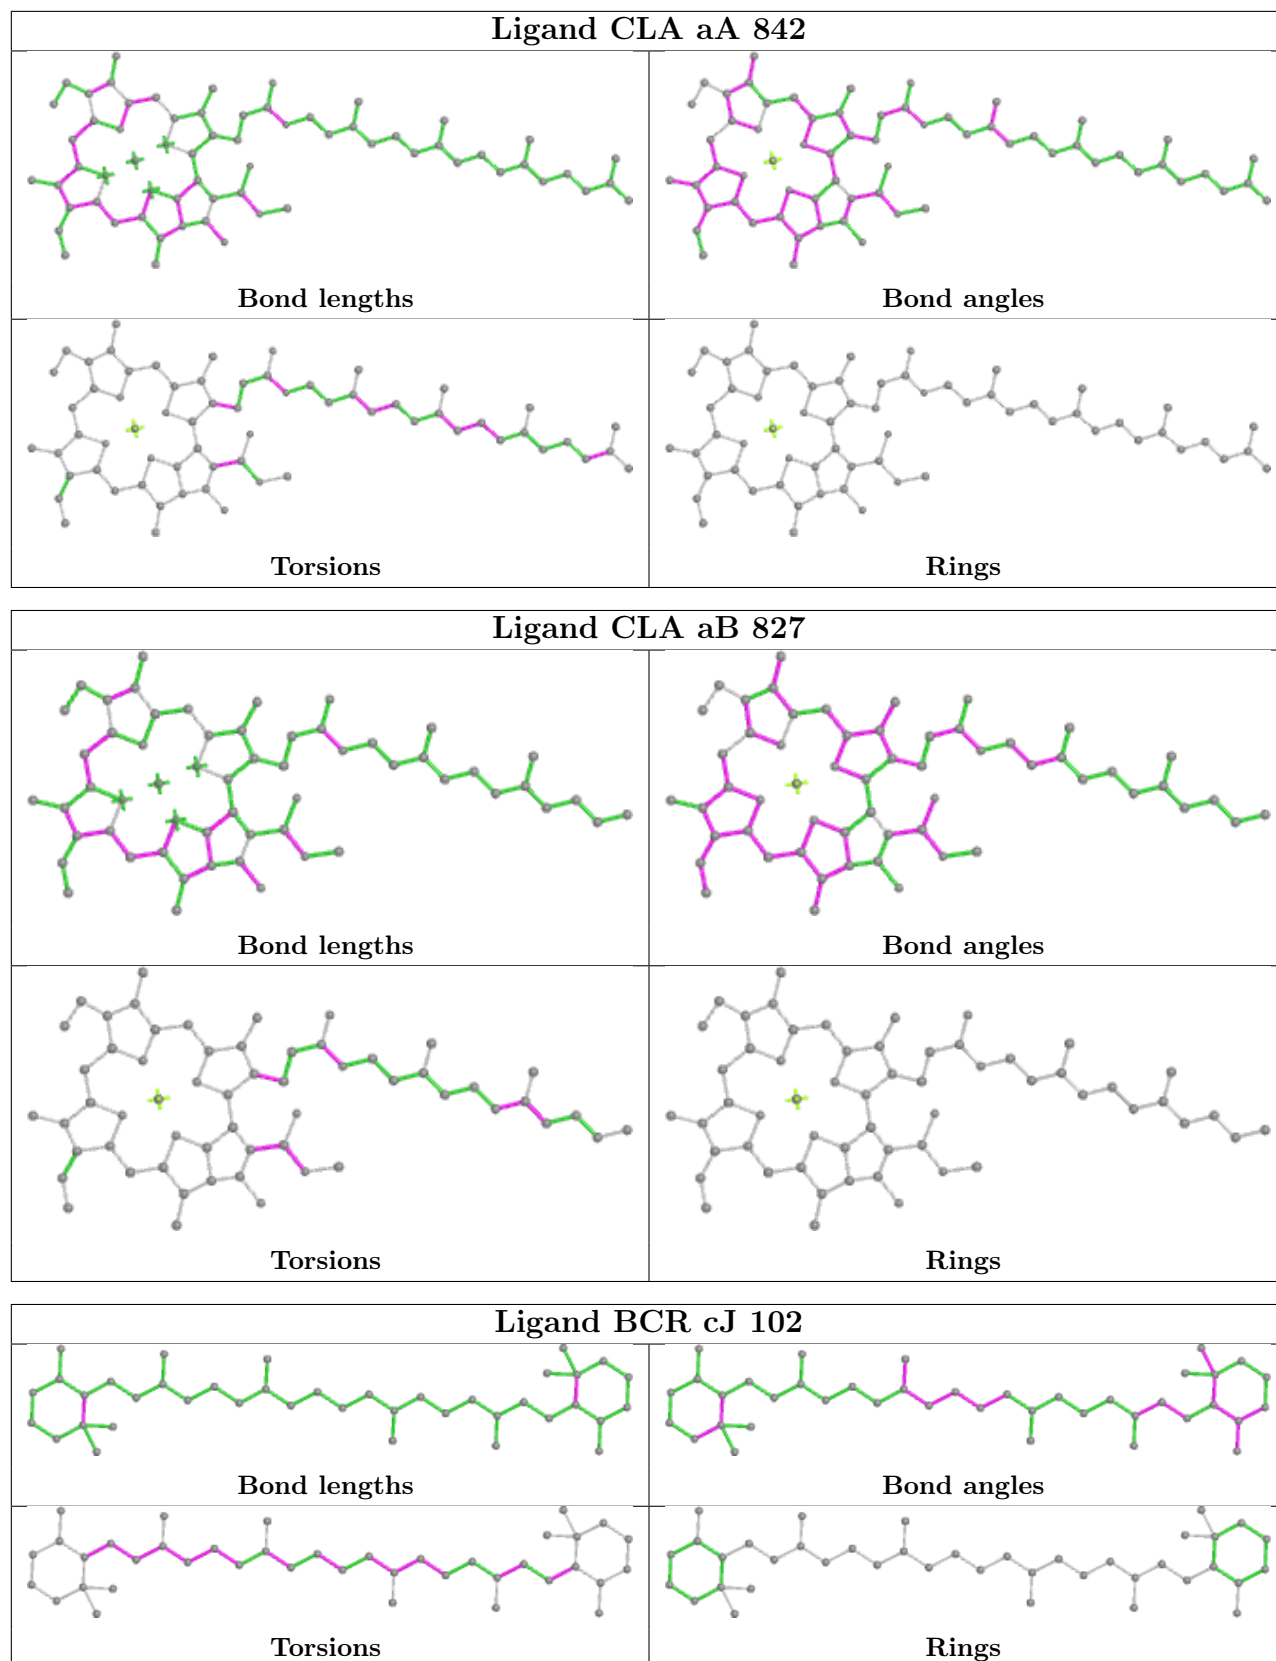 Ligand CLA aA 842
Bond lengths
Bond angles
Torsions
Rings
Ligand CLA aB 827
Bond lengths
Bond angles
Torsions
Rings
Ligand BCR cJ 102
Bond lengths
Bond angles
Torsions
Rings